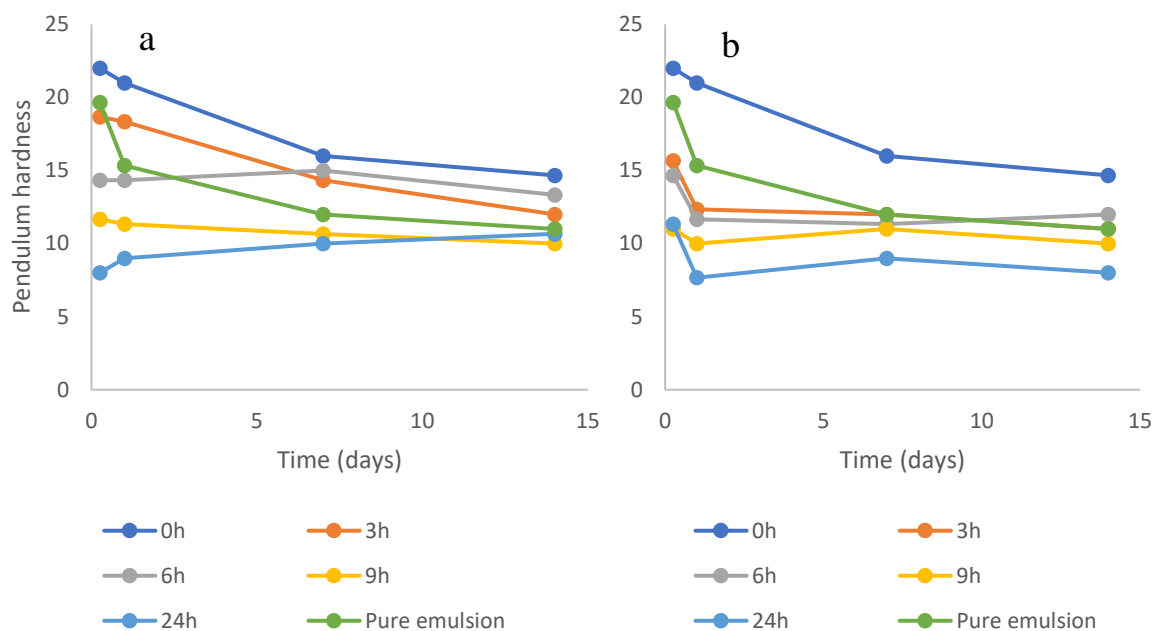 a
25
20
15
10
5
0
Pendulum hardness
0 5 10 15
Time (days)
0h 3h
6h 9h
24h Pure emulsion
b
25
20
15
10
5
0
0 5 10 15
Time (days)
0h 3h
6h 9h
24h Pure emulsion